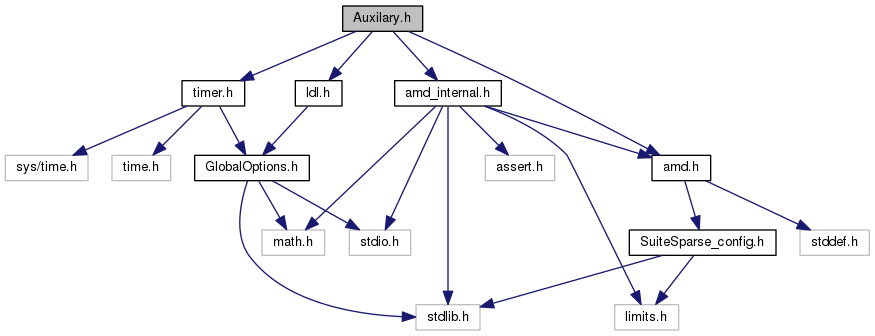 Auxilary.h
timer.h
ldl.h
amd_internal.h
sys/time.h
time.h
GlobalOptions.h
assert.h
amd.h
math.h
stdio.h
SuiteSparse_config.h
stddef.h
stdlib.h
limits.h